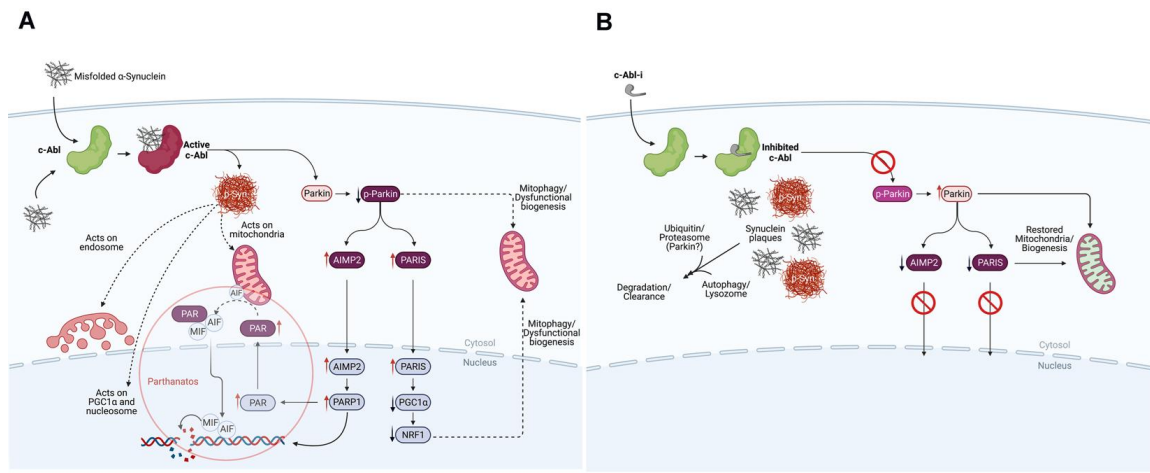 A
Misfolded α-Synuclein
c-Abl
Active
c-Abl
p-Syn
Parkin
p-Parkin
Mitophagy/
Dysfunctional
biogenesis
Acts on
endosome
Acts on
mitochondria
AIMP2
PARIS
AIF
PAR
AIF
MIF
PAR
Mitophagy/
Dysfunctional
biogenesis
Cytosol
Nucleus
Parthanatos
AIMP2
PARIS
Acts on
PGC1α and
nucleosome
PAR
PARP1
PGC1α
MIF
AIF
NRF1
B
c-Abl-i
Inhibited
c-Abl
p-Syn
p-Parkin
Parkin
Ubiquitin/
Proteasome
(Parkin?)
Synuclein
plaques
Restored
Mitochondria/
Biogenesis
AIMP2
PARIS
p-Syn
Degradation/
Clearance
Autophagy/
Lysozome
Cytosol
Nucleus